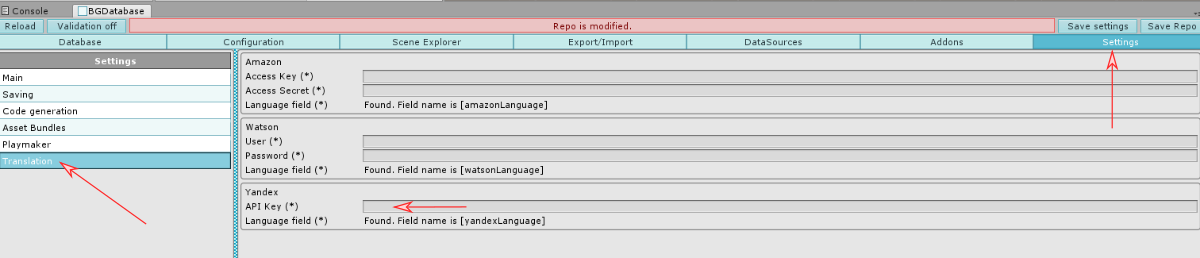 Console BGDatabase
Reload Validation off Repo is modified. Save settings Save Repo
Database Configuration Scene Explorer Export/Import DataSources Addons Settings
Settings
Main
Saving
Code generation
Asset Bundles
Playmaker
Translation
Amazon
Access Key (*)
Access Secret (*)
Language field (*) Found. Field name is [amazonLanguage]
Watson
User (*)
Password (*)
Language field (*) Found. Field name is [watsonLanguage]
Yandex
API Key (*)
Language field (*) Found. Field name is [yandexLanguage]